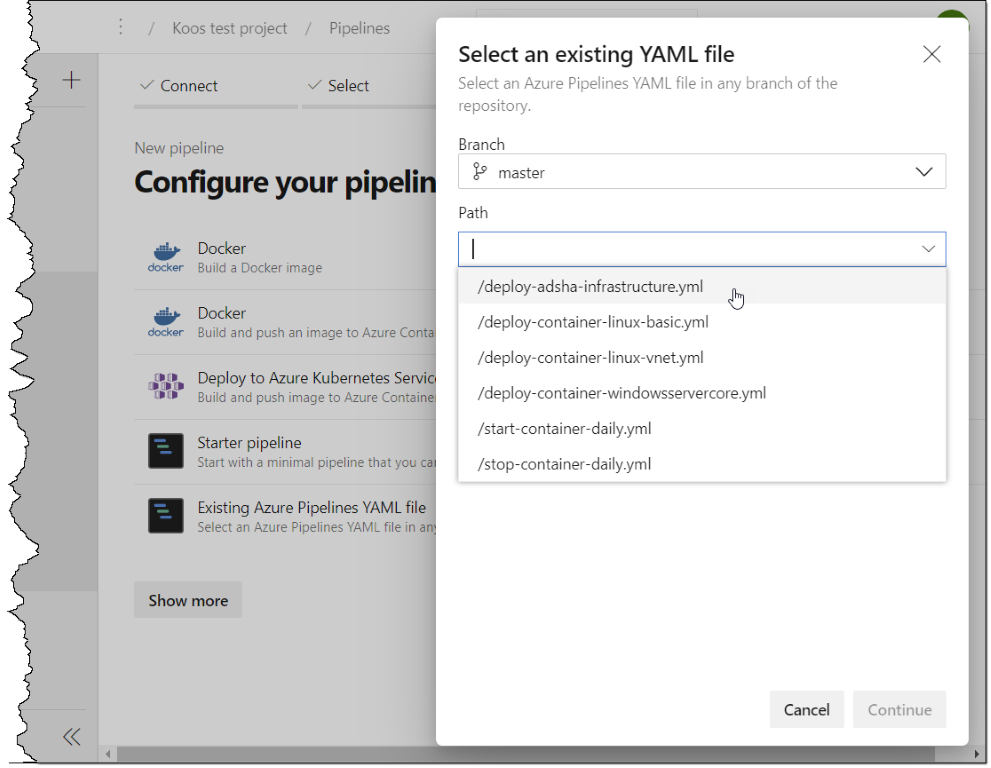 / Koos test project / Pipelines
Connect
Select
New pipeline
Configure your pipelin
docker
Docker
Build a Docker image
docker
Docker
Build and push an image to Azure Conta
Deploy to Azure Kubernetes Servic
Build and push image to Azure Container
Starter pipeline
Start with a minimal pipeline that you ca
Existing Azure Pipelines YAML file
Select an Azure Pipelines YAML file in any
Show more
Select an existing YAML file
Select an Azure Pipelines YAML file in any branch of the
repository.
Branch
master
Path
/deploy-adsha-infrastructure.yml
/deploy-container-linux-basic.yml
/deploy-container-linux-vnet.yml
/deploy-container-windowsservercore.yml
/start-container-daily.yml
/stop-container-daily.yml
Cancel
Continue